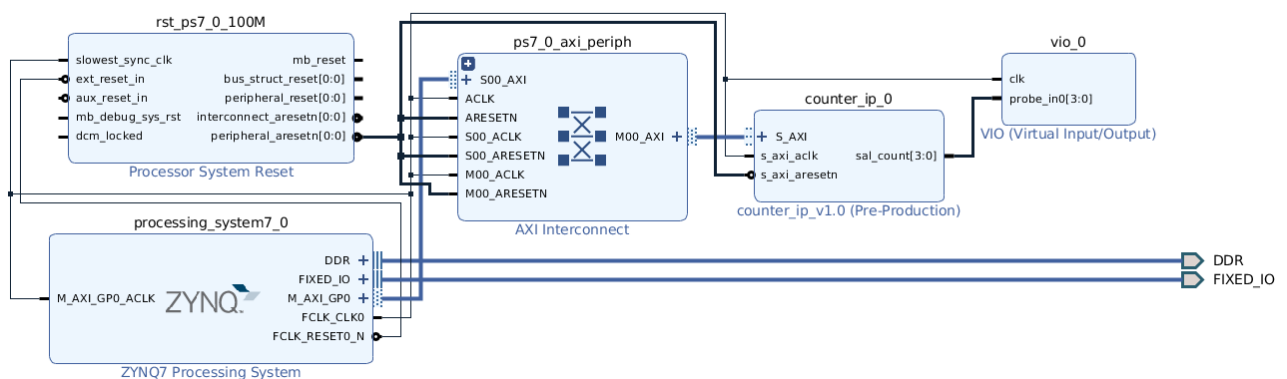 rst_ps7_0_100M
slowest_sync_clk
ext_reset_in
aux_reset_in
mb_debug_sys_rst
dcm_locked
mb_reset
bus_struct_reset[0:0]
peripheral_reset[0:0]
interconnect_aresetn[0:0]
peripheral_aresetn[0:0]
Processor System Reset
ps7_0_axi_periph
S00_AXI
ACLK
ARESETN
S00_ACLK
S00_ARESETN
M00_ACLK
M00_ARESETN
M00_AXI
AXI Interconnect
counter_ip_0
S_AXI
s_axi_aclk
s_axi_aresetn
sal_count[3:0]
counter_ip_v1.0 (Pre-Production)
vio_0
clk
probe_in0[3:0]
VIO (Virtual Input/Output)
processing_system7_0
M_AXI_GP0_ACLK
ZYNQ
DDR
FIXED_IO
M_AXI_GP0
FCLK_CLK0
FCLK_RESET0_N
ZYNQ7 Processing System
DDR
FIXED_IO